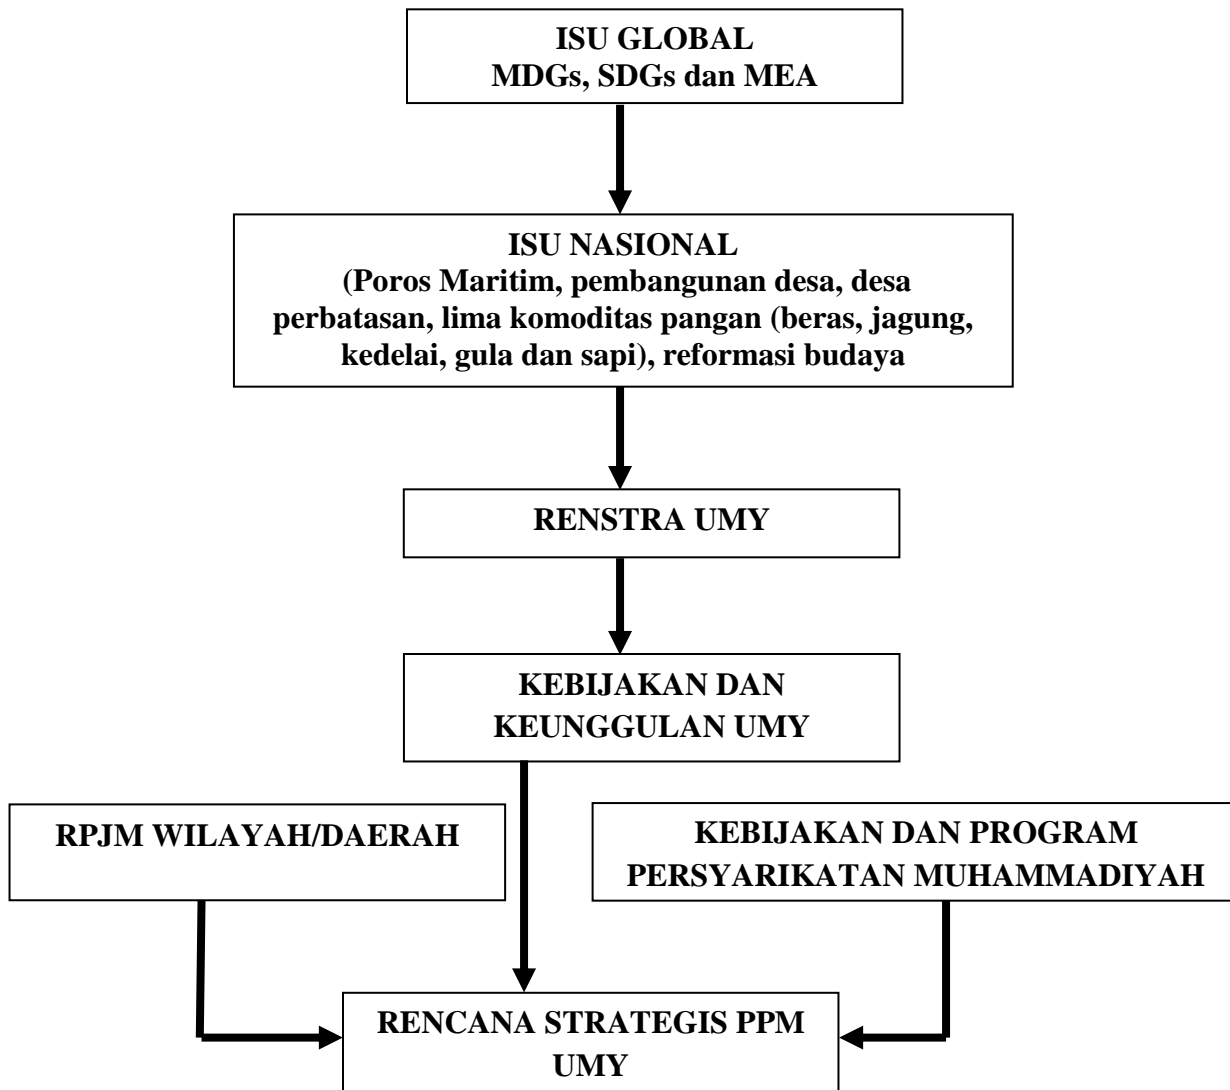 ISU GLOBAL
MDGs, SDGs dan MEA
ISU NASIONAL
(Poros Maritim, pembangunan desa, desa
perbatasan, lima komoditas pangan (beras, jagung,
kedelai, gula dan sapi), reformasi budaya
RENSTRA UMY
KEBIJAKAN DAN
KEUNGGULAN UMY
RPJM WILAYAH/DAERAH
KEBIJAKAN DAN PROGRAM
PERSYARIKATAN MUHAMMADIYAH
RENCANA STRATEGIS PPM
UMY